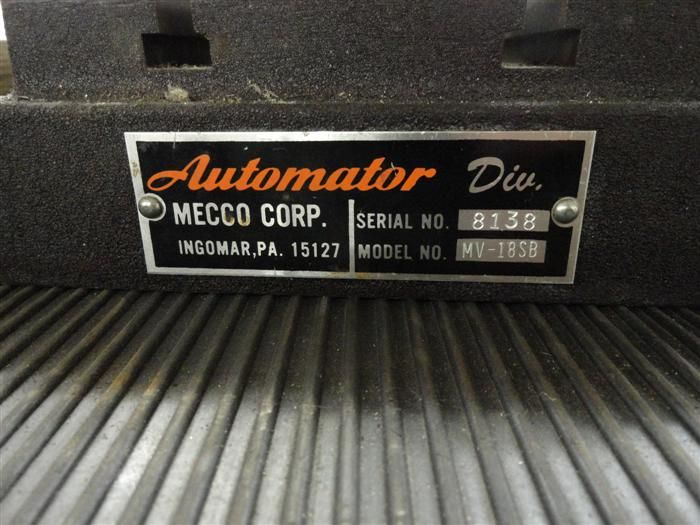 Automator Div.
MECCO CORP.
INGOMAR, PA. 15127
SERIAL NO. 8138
MODEL NO. MV-18SB